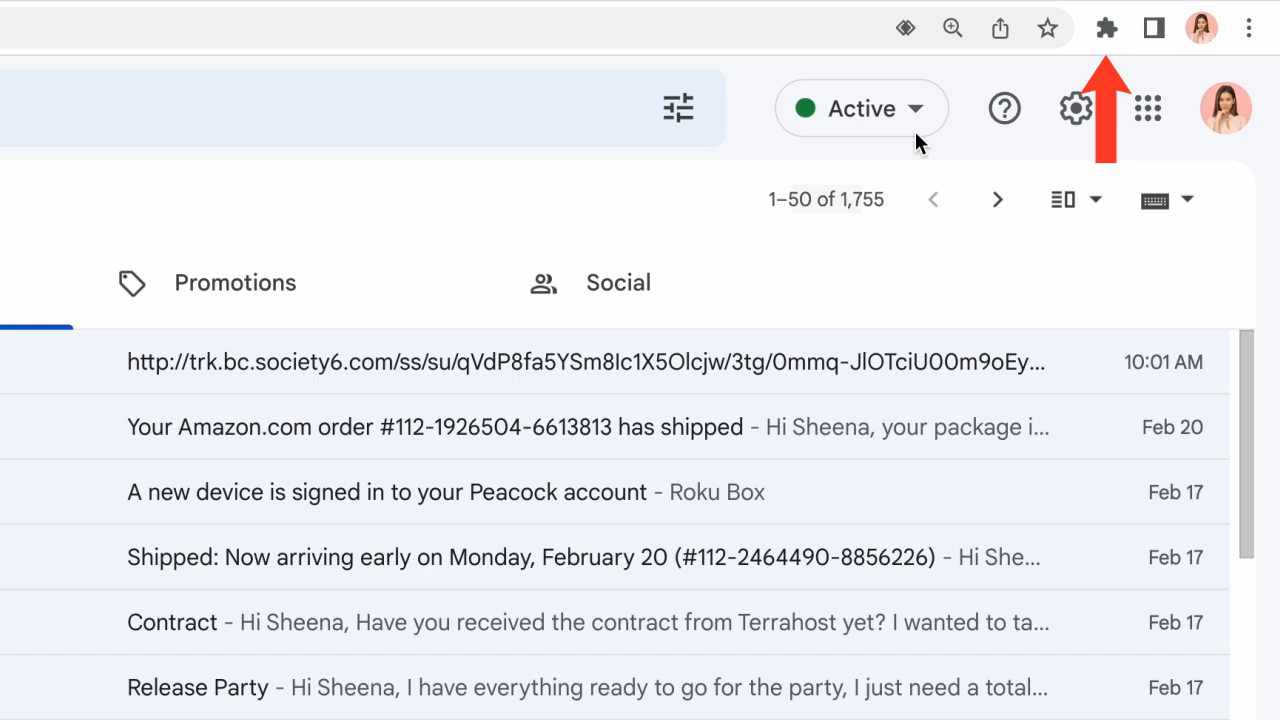 Active
1–50 of 1,755
Promotions
Social
http://trk.bc.society6.com/ss/su/qVdP8fa5YSm8Ic1X5Olcjw/3tg/0mmq-JlOTciU00m9oEy... 10:01 AM
Your Amazon.com order #112-1926504-6613813 has shipped - Hi Sheena, your package i... Feb 20
A new device is signed in to your Peacock account - Roku Box Feb 17
Shipped: Now arriving early on Monday, February 20 (#112-2464490-8856226) - Hi She... Feb 17
Contract - Hi Sheena, Have you received the contract from Terrahost yet? I wanted to ta... Feb 17
Release Party - Hi Sheena, I have everything ready to go for the party, I just need a total... Feb 17